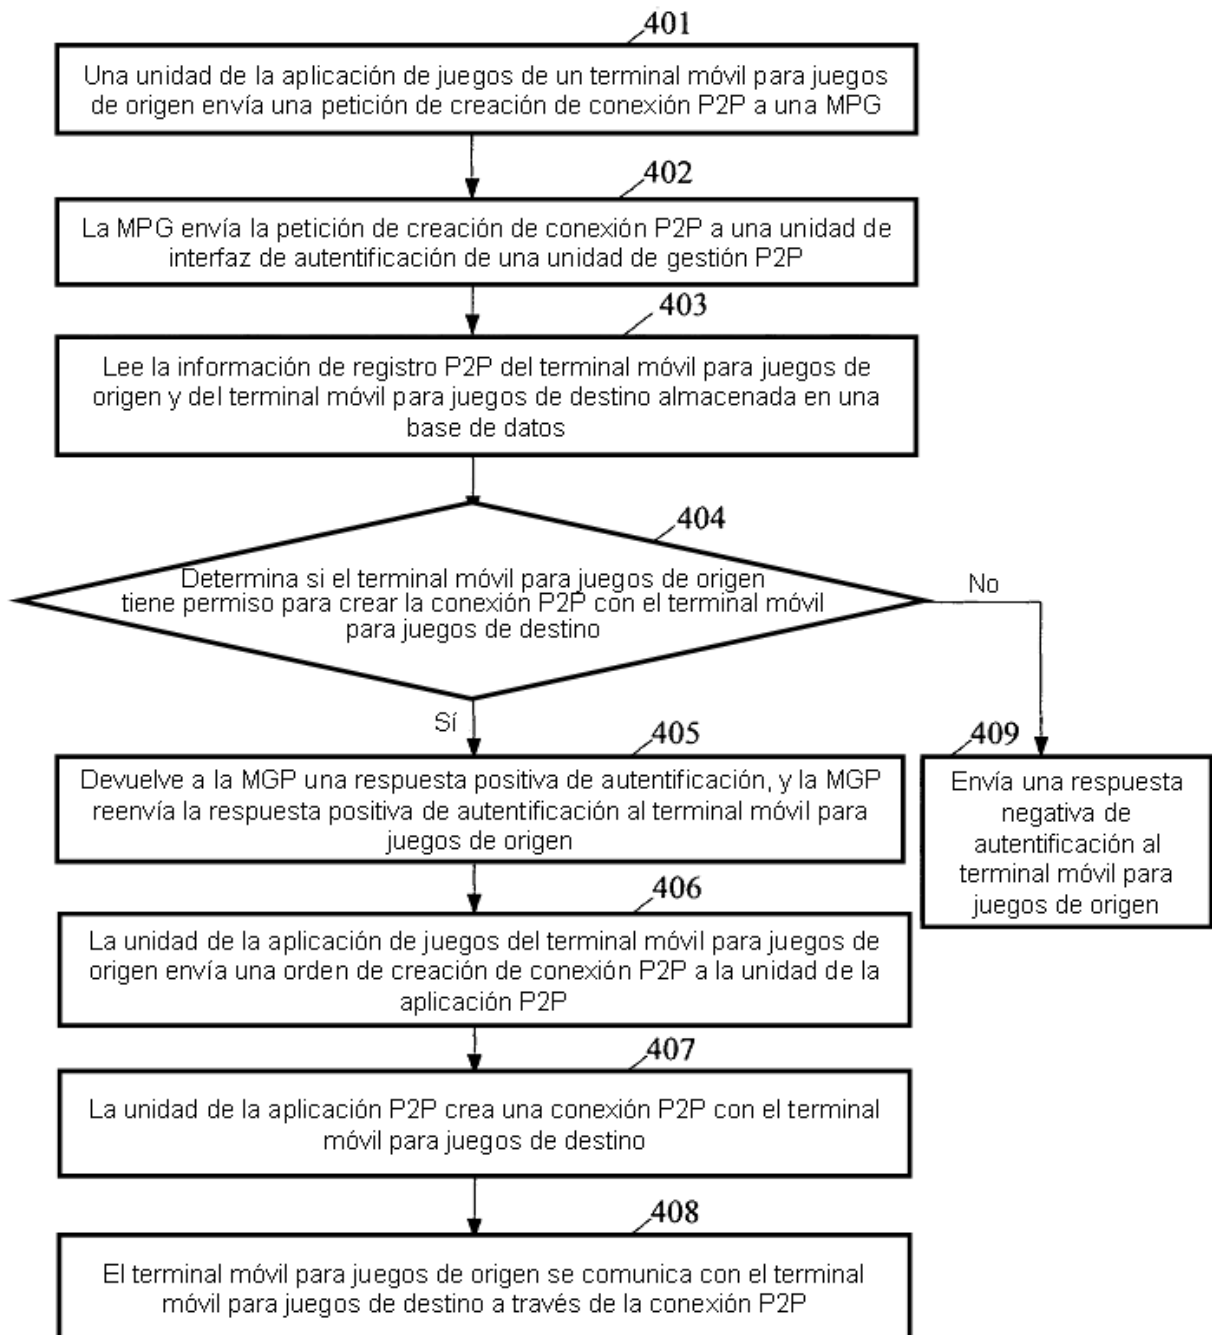 401
Una unidad de la aplicación de juegos de un terminal móvil para juegos
de origen envía una petición de creación de conexión P2P a una MPG
402
La MPG envía la petición de creación de conexión P2P a una unidad de
interfaz de autentificación de una unidad de gestión P2P
403
Lee la información de registro P2P del terminal móvil para juegos de
origen y del terminal móvil para juegos de destino almacenada en una
base de datos
404
Determina si el terminal móvil para juegos de origen
tiene permiso para crear la conexión P2P con el terminal móvil
para juegos de destino
No
Sí
405
Devuelve a la MGP una respuesta positiva de autentificación, y la MGP
reenvía la respuesta positiva de autentificación al terminal móvil para
juegos de origen
409
Envía una respuesta
negativa de
autentificación al
terminal móvil para
juegos de origen
406
La unidad de la aplicación de juegos del terminal móvil para juegos de
origen envía una orden de creación de conexión P2P a la unidad de la
aplicación P2P
407
La unidad de la aplicación P2P crea una conexión P2P con el terminal
móvil para juegos de destino
408
El terminal móvil para juegos de origen se comunica con el terminal
móvil para juegos de destino a través de la conexión P2P